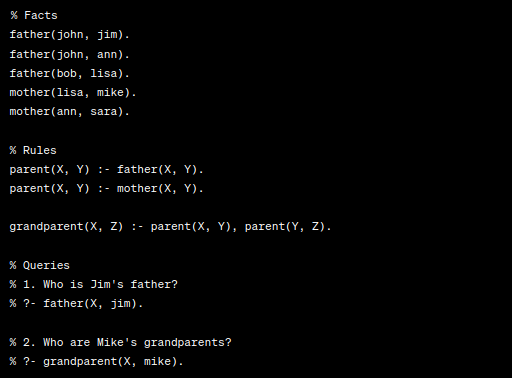 % Facts
father(john, jim).
father(john, ann).
father(bob, lisa).
mother(lisa, mike).
mother(ann, sara).
% Rules
parent(X, Y) :- father(X, Y).
parent(X, Y) :- mother(X, Y).
grandparent(X, Z) :- parent(X, Y), parent(Y, Z).
% Queries
% 1. Who is Jim's father?
% ?- father(X, jim).
% 2. Who are Mike's grandparents?
% ?- grandparent(X, mike).